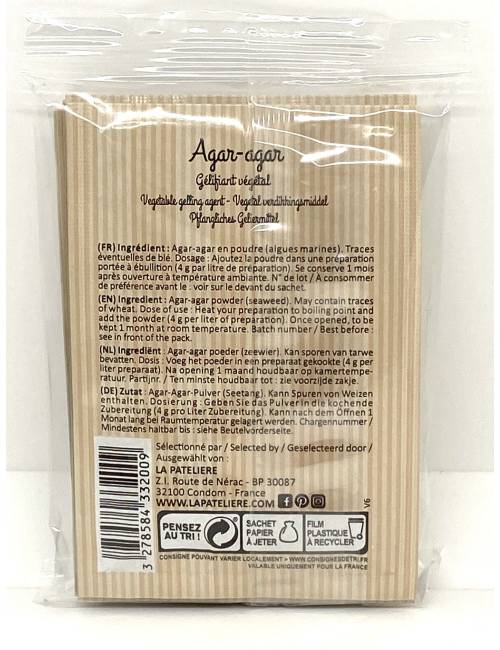 Agar-agar
Gélifiant végétal
Vegetable gelling agent - Vegetal verdikkingsmiddel
Pflangliches Geliermittel
(FR) Ingrédient : Agar-agar en poudre (algues marines). Traces
éventuelles de blé. Dosage : Ajoutez la poudre dans une préparation
portée à ébullition (4 g par litre de préparation). Se conserve 1 mois
après ouverture à température ambiante. N° de lot / A consommer
de préférence avant le : voir sur le devant du sachet.
(EN) Ingredient : Agar-agar powder (seaweed). May contain traces of
wheat. Dose of use : Heat your preparation to boiling point and
add the powder (4 g per liter of preparation). Once opened, to be
kept 1 month at room temperature. Batch number / Best before :
see in front of the pack.
(NL) Ingrediënt : Agar-agar poeder (zeewier). Kan sporen van tarwe
bevatten. Dosis : Voeg het poeder in een preparaat gekookte (4 g per
liter preparaat). Na opening 1 maand houdbaar op kamertempe-
ratuur. Partijnr. / Ten minste houdbaar tot : zie voorzijde zakje.
(DE) Zutat : Agar-Agar-Pulver (Seetang). Kann Spuren von Weizen
enthalten. Dosierung : Geben Sie das Pulver in die kochende
Zubereitung (4 g pro Liter Zubereitung). Kann nach dem Öffnen 1
Monat lang bei Raumtemperatur gelagert werden. Chargennummer /
Mindestens haltbar bis : siehe Beutelvorderseite.
Sélectionné par / Selected by / Geselecteerd door /
Ausgewählt von :
LA PATELIERE
Z.I. Route de Nérac - BP 30087
32100 Condom - France
WWW.LAPATELIERE.COM
V6
3 278584 332009
PENSEZ
AU TRI !
SACHET
PAPIER
À JETER
FILM
PLASTIQUE
À RECYCLER
CONSIGNE POUVANT VARIER LOCALEMENT > WWW.CONSIGNESDETRI.FR
VALABLE UNIQUEMENT POUR LA FRANCE